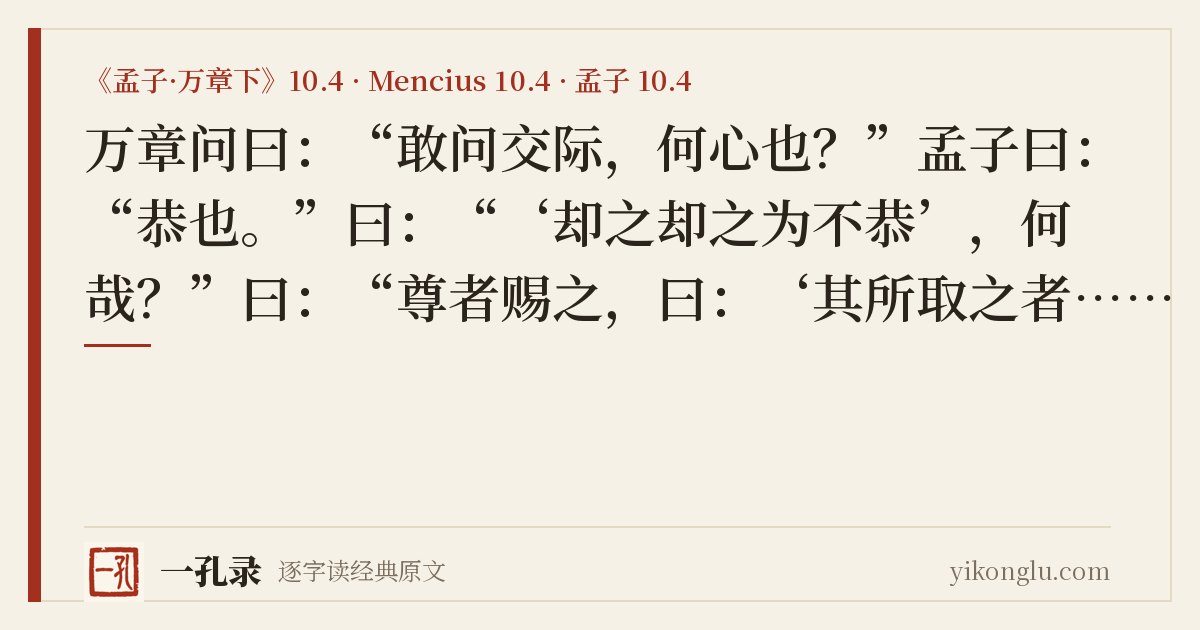 《孟子·万章下》10.4 · Mencius 10.4 · 孟子 10.4
万章问曰：“敢问交际，何心也？”孟子曰：
“恭也。”曰：“‘却之却之为不恭’，何
哉？”曰：“尊者赐之，曰：‘其所取之者……
一孔
一孔录 逐字读经典原文 yikonglu.com